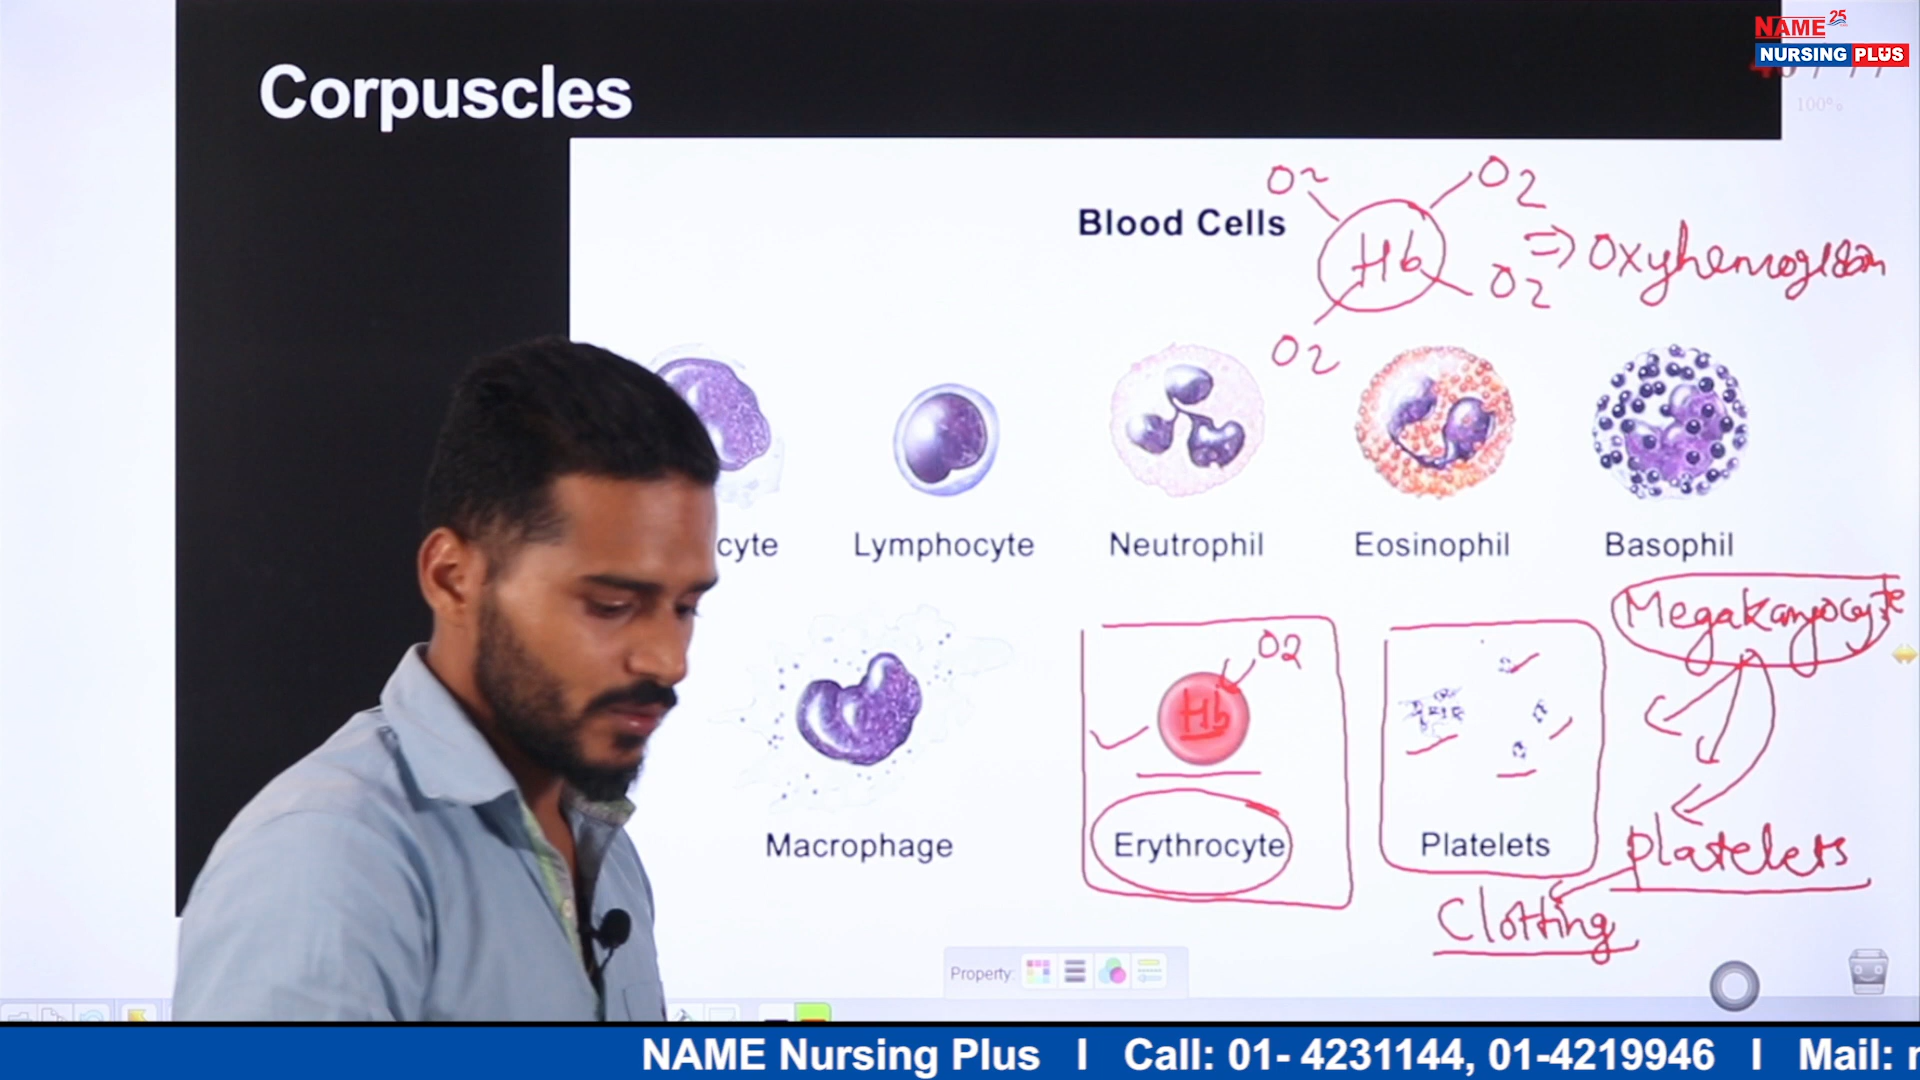 NAME 25
NURSING PLUS
Corpuscles
100%
O2
O2
Blood Cells
Hb
⇒ Oxyhemoglobin
O2
O2
cyte
Lymphocyte
Neutrophil
Eosinophil
Basophil
Megakaryocyte
O2
Hb
Macrophage
Erythrocyte
Platelets
Platelets
Clotting
Property:
NAME Nursing Plus I Call: 01- 4231144, 01-4219946 I Mail: